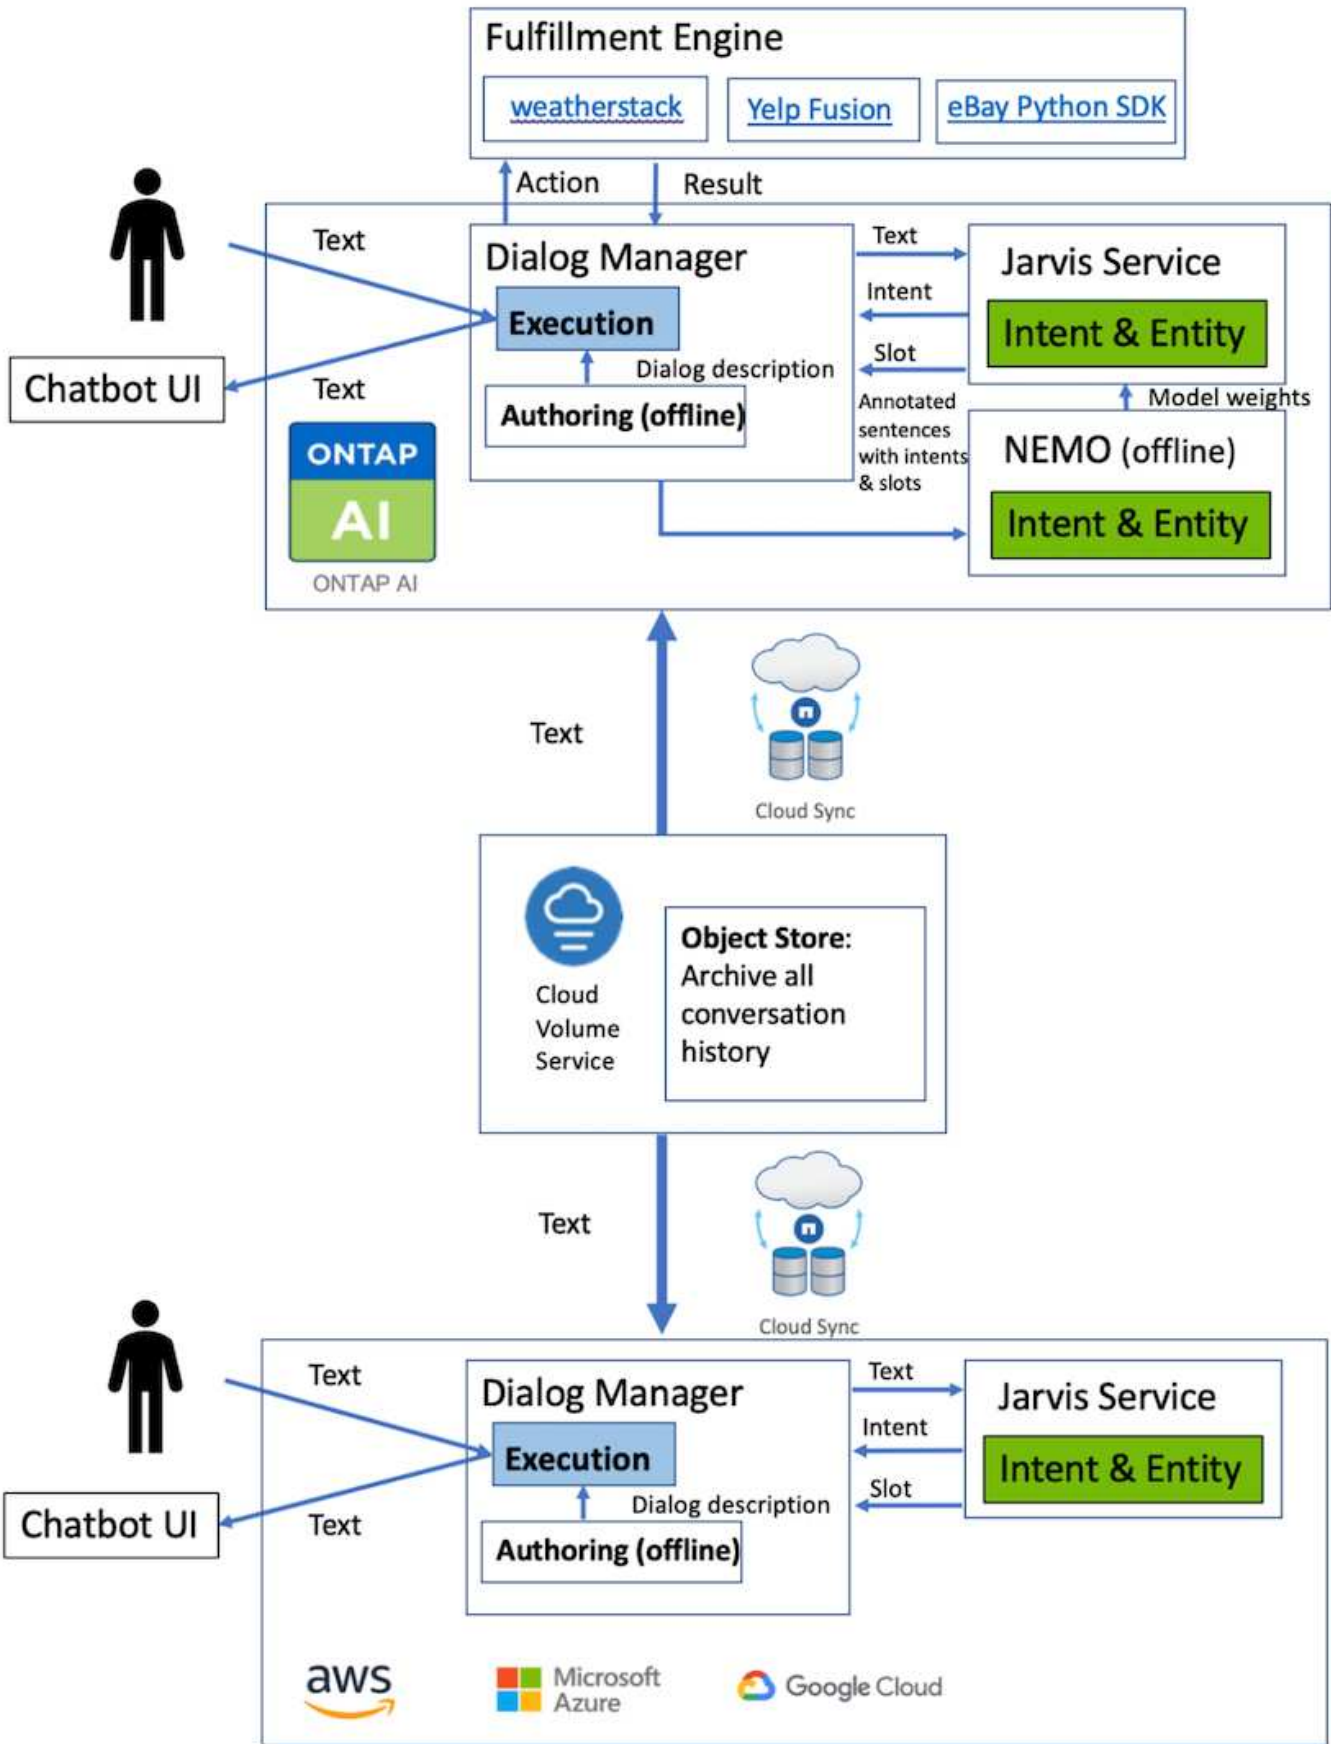 Fulfillment Engine
weatherstack
Yelp Fusion
eBay Python SDK
Action
Result
Text
Dialog Manager
Text
Jarvis Service
Intent
Execution
Intent & Entity
Slot
Dialog description
Chatbot UI
Text
Authoring (offline)
Annotated
sentences
with intents
& slots
Model weights
NEMO (offline)
Intent & Entity
ONTAP
AI
ONTAP AI
Text
Cloud Sync
Cloud
Volume
Service
Object Store:
Archive all
conversation
history
Text
Cloud Sync
Text
Dialog Manager
Text
Jarvis Service
Intent
Execution
Intent & Entity
Slot
Dialog description
Chatbot UI
Text
Authoring (offline)
aws
Microsoft
Azure
Google Cloud